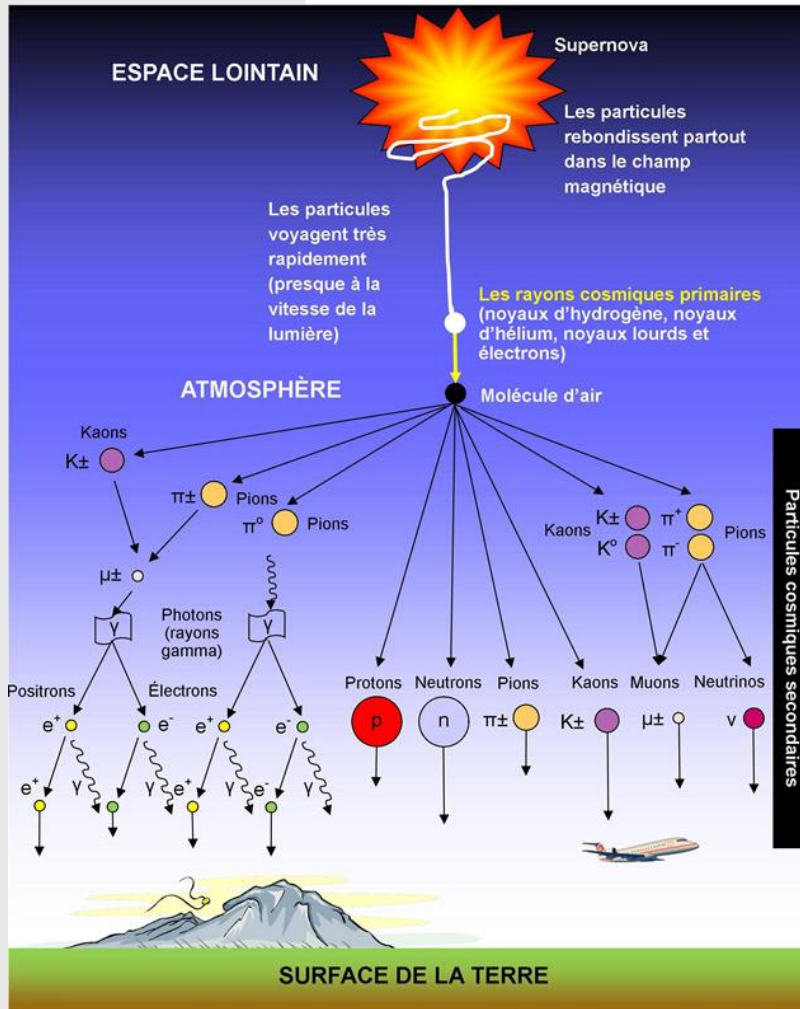 Supernova
ESPACE LOINTAIN
Les particules
rebondissent partout
dans le champ
magnétique
Les particules
voyagent très
rapidement
(presque à la
vitesse de la
lumière)
Les rayons cosmiques primaires
(noyaux d'hydrogène, noyaux
d'hélium, noyaux lourds et
électrons)
ATMOSPHÈRE
Molécule d'air
Kaons
K±
π± Pions
π⁰ Pions
Kaons
K± π⁺
K⁰ π⁻
Pions
μ±
Photons
(rayons
gamma)
γ γ
Positrons Électrons
e⁺ e⁻ e⁺ e⁻
γ γ γ γ
e⁺ e⁺ e⁻
Protons Neutrons Pions Kaons Muons Neutrinos
p n π± K± μ± ν
Particules cosmiques secondaires
SURFACE DE LA TERRE